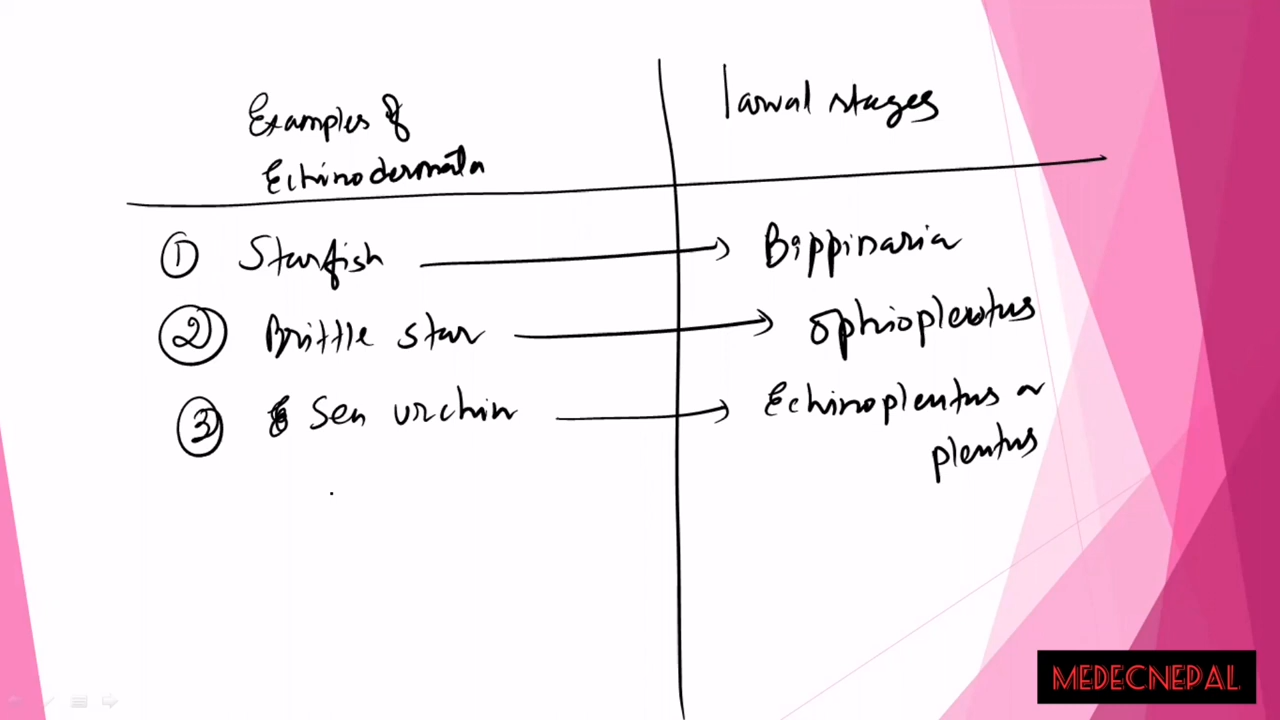 Examples of
Echinodermata
larval stages
① Starfish → Bippinaria
② Brittle star → Ophiopleutus
③ Sea urchin → Echinopleutus or
pleutus
MEDECNEPAL